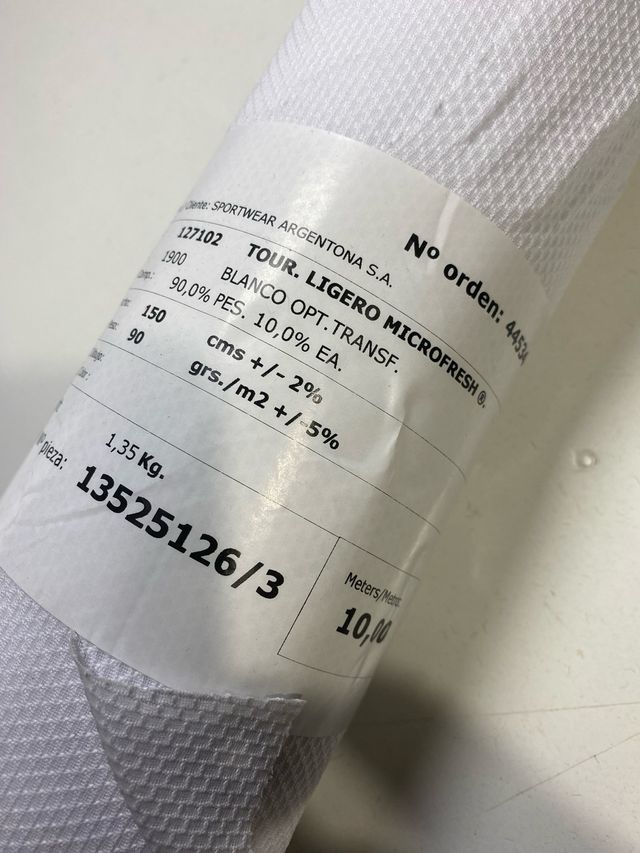 Cliente: SPORTWEAR ARGENTONA S.A.
Nº orden: 44534
127102 TOUR. LIGERO MICROFRESH ®.
1900 BLANCO OPT.TRANSF.
90,0% PES. 10,0% EA.
150 cms +/- 2%
90 grs./m2 +/-5%
1,35 Kg.
pieza: 13525126/3
Meters/Metros:
10,00